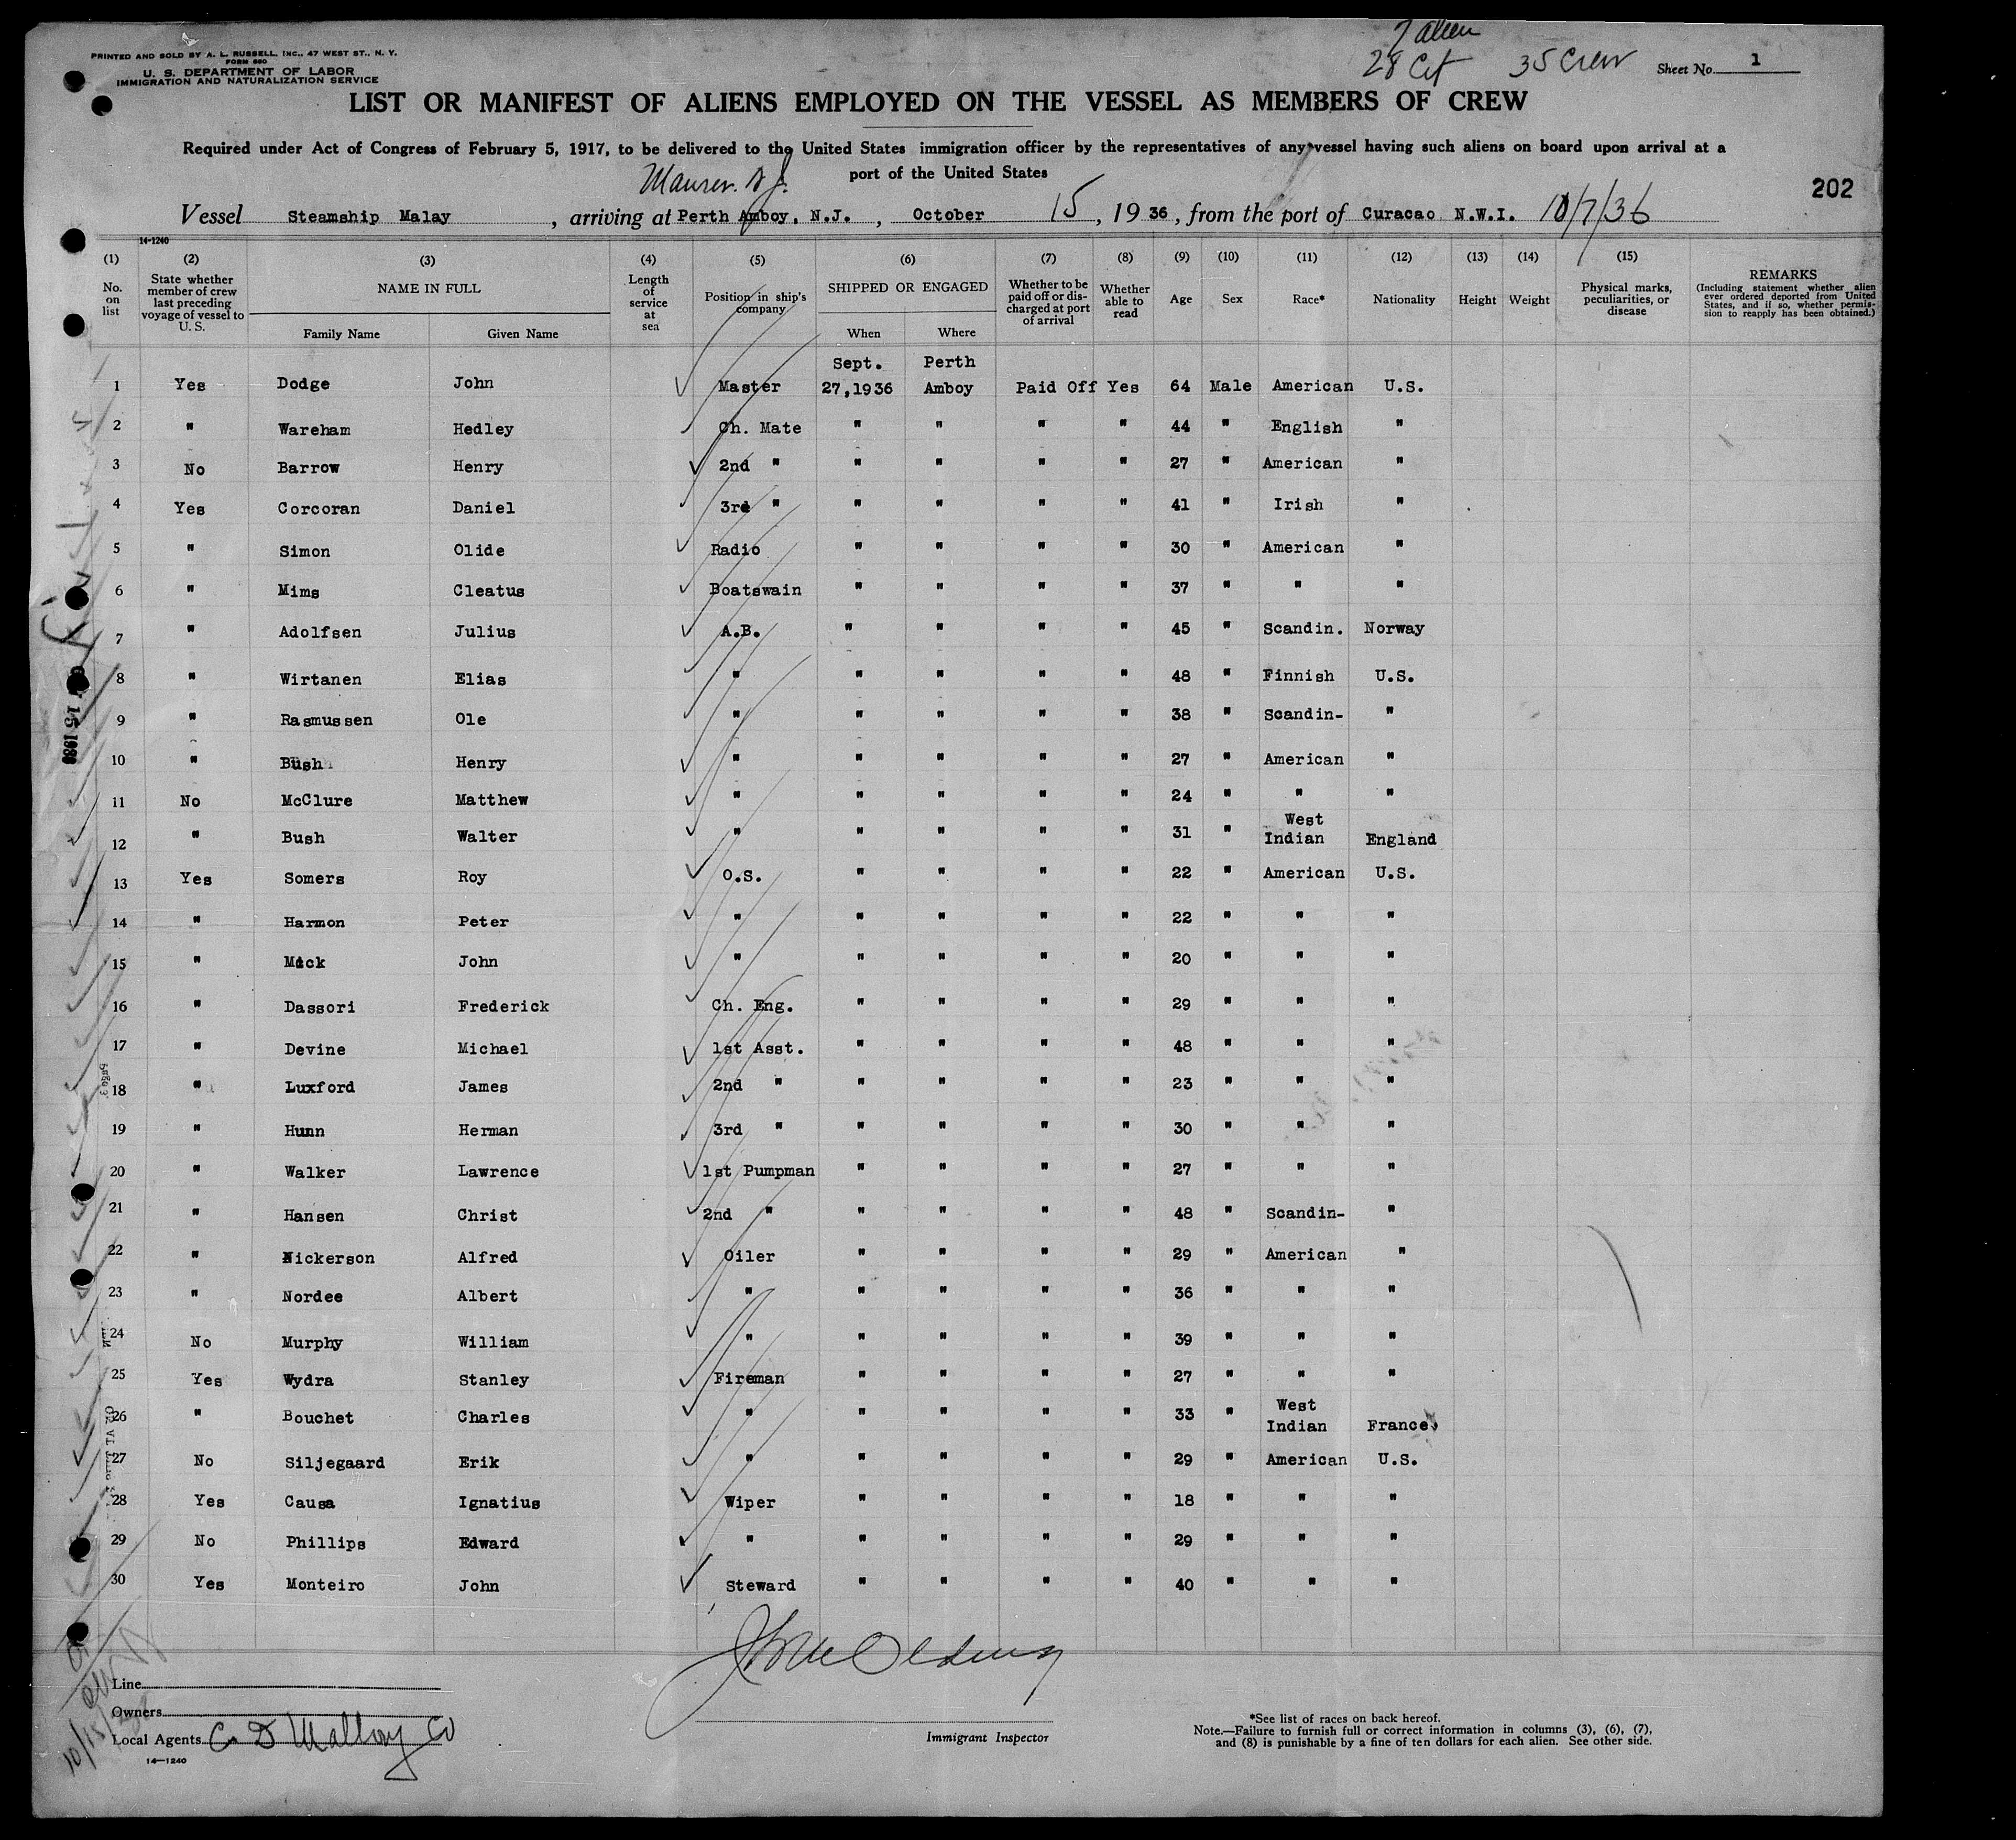 7 alien
28 Cit 35 Crew Sheet No. 1
PRINTED AND SOLD BY A. L. RUSSELL, INC., 47 WEST ST., N. Y.
FORM 680
U. S. DEPARTMENT OF LABOR
IMMIGRATION AND NATURALIZATION SERVICE
LIST OR MANIFEST OF ALIENS EMPLOYED ON THE VESSEL AS MEMBERS OF CREW
Required under Act of Congress of February 5, 1917, to be delivered to the United States immigration officer by the representatives of any vessel having such aliens on board upon arrival at a
port of the United States
Maurer. N J.
202
Vessel Steamship Malay, arriving at Perth Amboy, N.J., October 15, 1936, from the port of Curacao N.W.I. 10/7/36
14-1240
(1) (2) (3) (4) (5) (6) (7) (8) (9) (10) (11) (12) (13) (14) (15)
No. on list
State whether member of crew last preceding voyage of vessel to U. S.
NAME IN FULL
Family Name Given Name
Length of service at sea
Position in ship's company
SHIPPED OR ENGAGED
When Where
Whether to be paid off or discharged at port of arrival
Whether able to read
Age
Sex
Race*
Nationality
Height
Weight
Physical marks, peculiarities, or disease
REMARKS
(Including statement whether alien ever ordered deported from United States, and if so, whether permission to reapply has been obtained.)
Sept. Perth
1 Yes Dodge John Master 27,1936 Amboy Paid Off Yes 64 Male American U.S.
2 " Wareham Hedley Ch. Mate " " " " 44 " English "
3 No Barrow Henry 2nd " " " " " 27 " American "
4 Yes Corcoran Daniel 3rd " " " " " 41 " Irish "
5 " Simon Olide Radio " " " " 30 " American "
6 " Mims Cleatus Boatswain " " " " 37 " " "
7 " Adolfsen Julius A.B. " " " " 45 " Scandin. Norway
8 " Wirtanen Elias " " " " " 48 " Finnish U.S.
9 " Rasmussen Ole " " " " " 38 " Scandin- "
10 " Bush Henry " " " " " 27 " American "
11 No McClure Matthew " " " " " 24 " " "
12 " Bush Walter " " " " " 31 " West Indian England
13 Yes Somers Roy O.S. " " " " 22 " American U.S.
14 " Harmon Peter " " " " " 22 " " "
15 " Mick John " " " " " 20 " " "
16 " Dassori Frederick Ch. Eng. " " " " 29 " " "
17 " Devine Michael 1st Asst. " " " " 48 " " "
18 " Luxford James 2nd " " " " " 23 " " "
19 " Hunn Herman 3rd " " " " " 30 " " "
20 " Walker Lawrence 1st Pumpman " " " " 27 " " "
21 " Hansen Christ 2nd " " " " " 48 " Scandin- "
22 " Nickerson Alfred Oiler " " " " 29 " American "
23 " Nordee Albert " " " " " 36 " " "
24 No Murphy William " " " " " 39 " " "
25 Yes Wydra Stanley Fireman " " " " 27 " " "
26 " Bouchet Charles " " " " " 33 " West Indian France
27 No Siljegaard Erik " " " " " 29 " American U.S.
28 Yes Causa Ignatius Wiper " " " " 18 " " "
29 No Phillips Edward " " " " " 29 " " "
30 Yes Monteiro John Steward " " " " 40 " " "
15 1936
10/15/36
Line
Owners
Local Agents C D Mallory Co
14-1240
Immigrant Inspector
*See list of races on back hereof.
Note.—Failure to furnish full or correct information in columns (3), (6), (7),
and (8) is punishable by a fine of ten dollars for each alien. See other side.